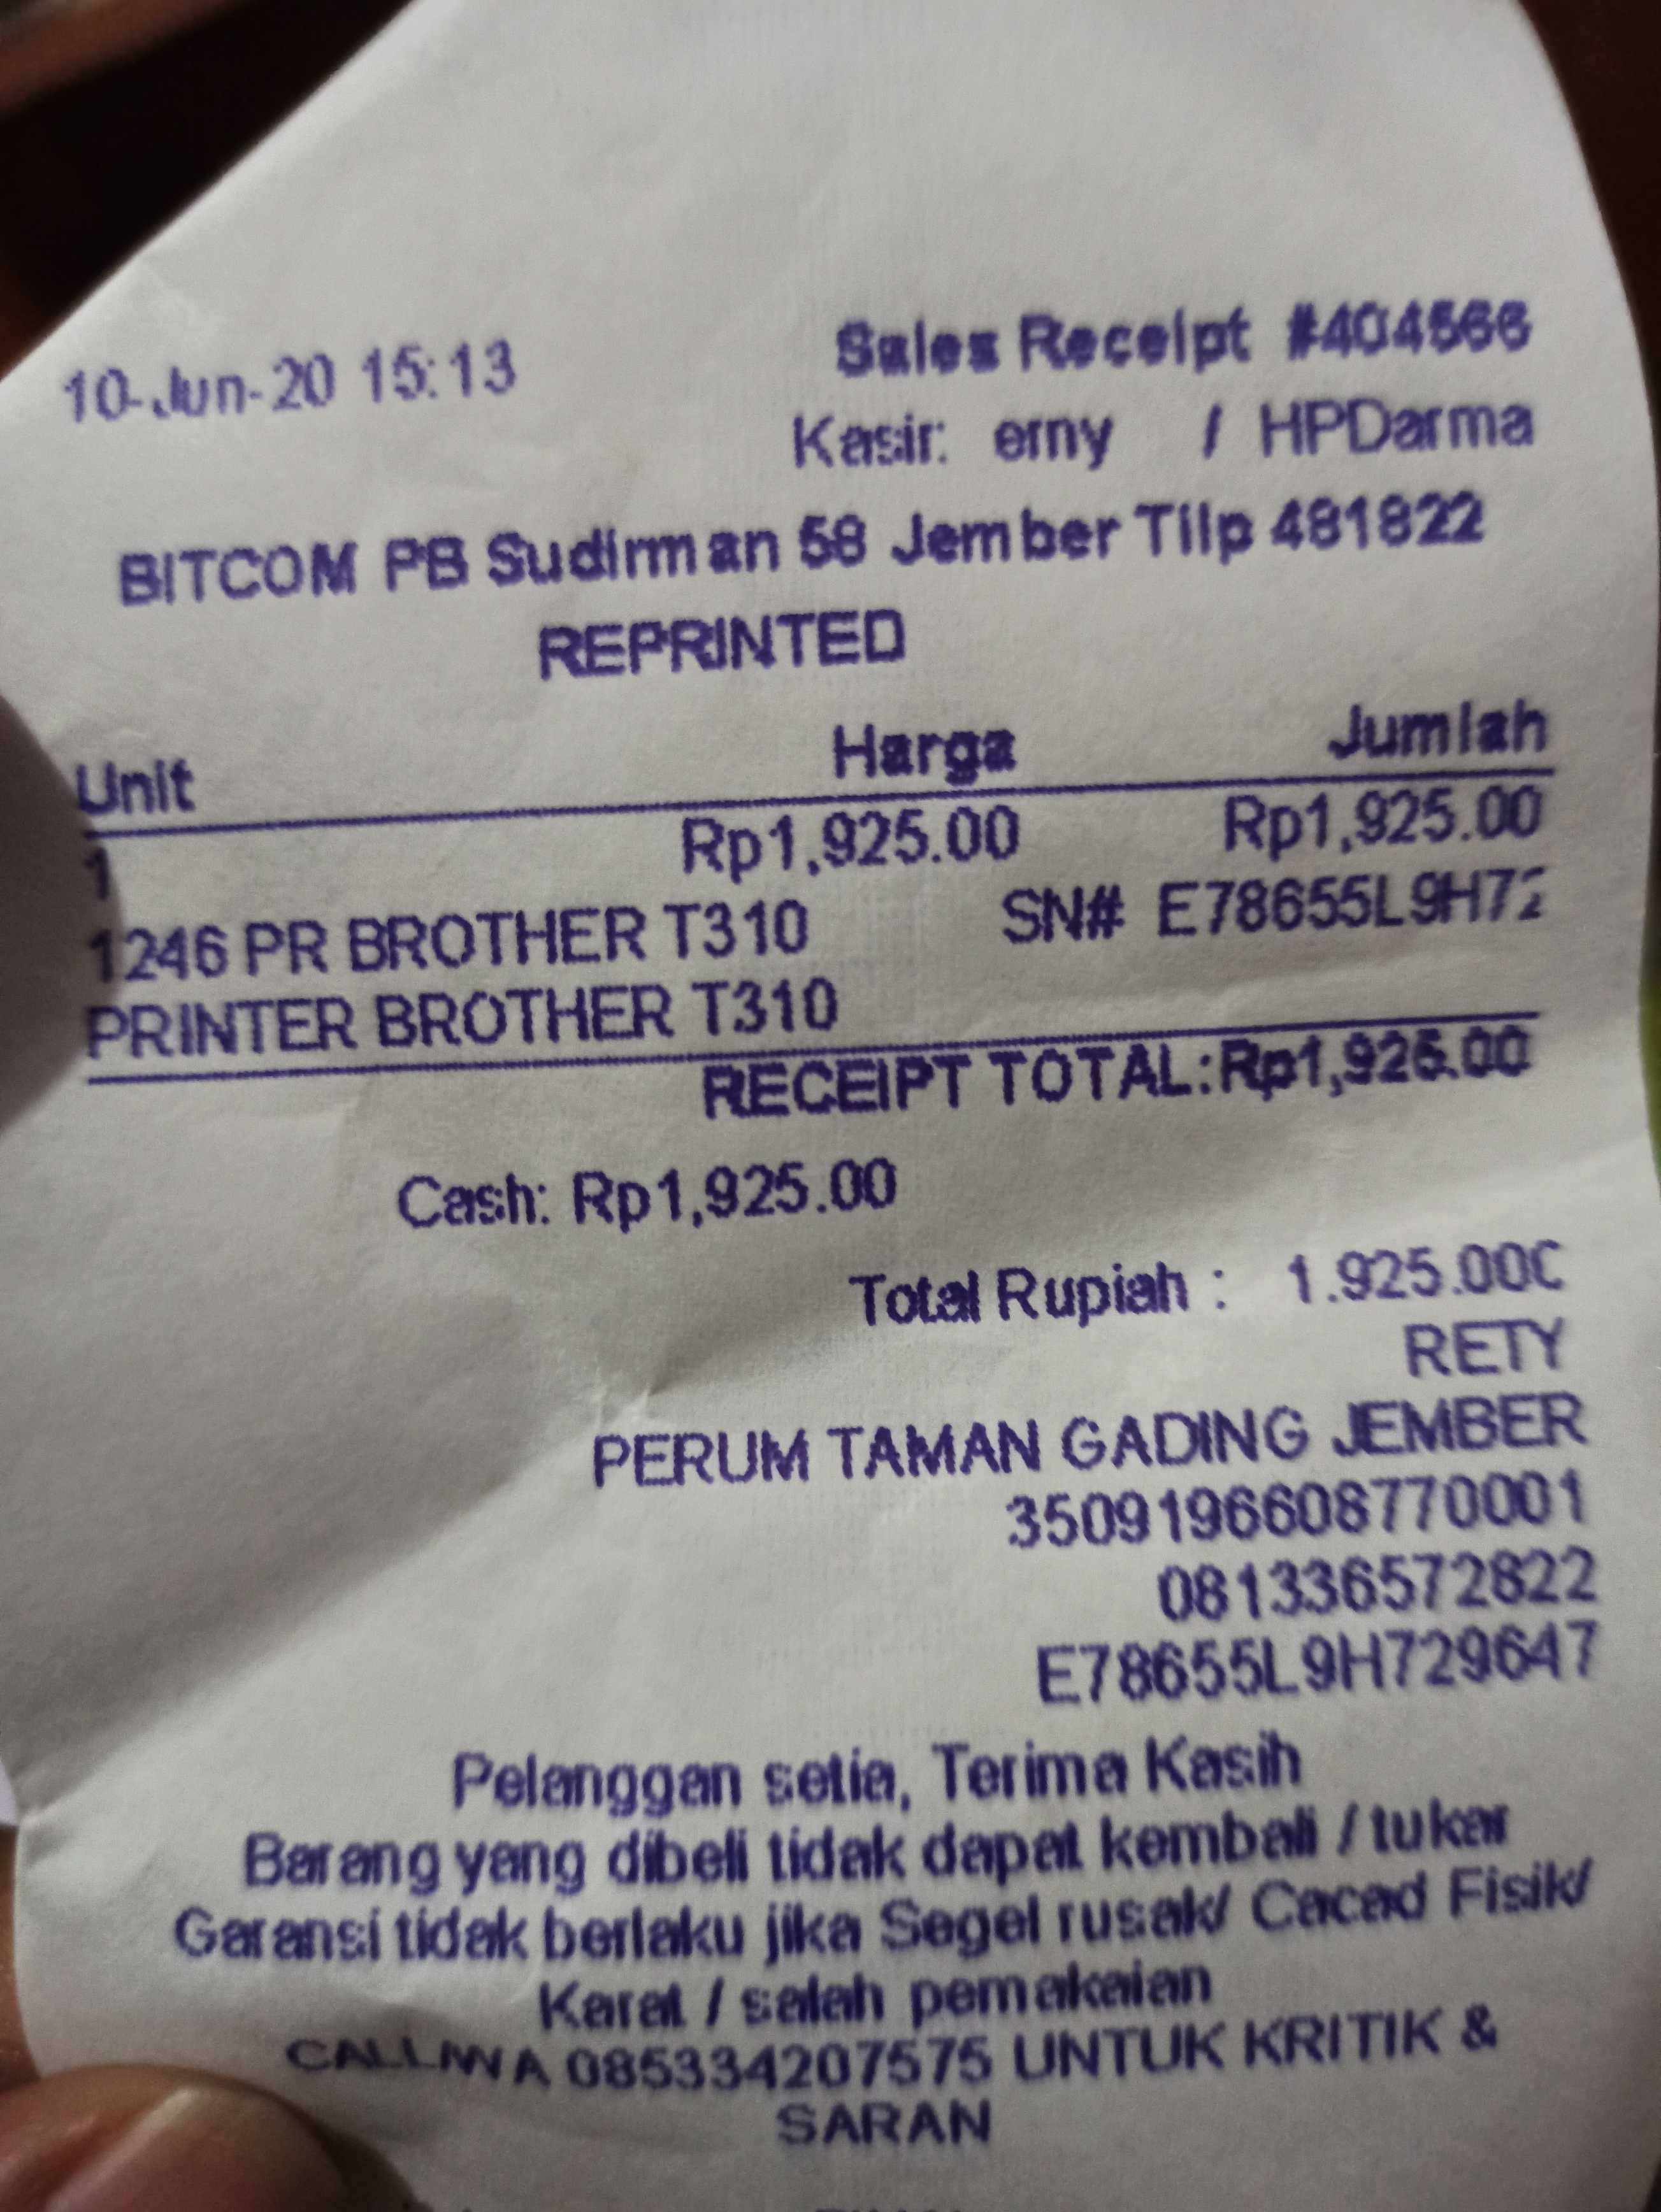 10-Jun-20 15:13
Sales Receipt #404566
Kasir: erny / HPDarma
BITCOM PB Sudirman 58 Jember Tilp 481822
REPRINTED
Unit Harga Jumlah
1 Rp1,925.00 Rp1,925.00
1246 PR BROTHER T310 SN# E78655L9H72
PRINTER BROTHER T310
RECEIPT TOTAL:Rp1,925.00
Cash: Rp1,925.00
Total Rupiah : 1.925.000
RETY
PERUM TAMAN GADING JEMBER
3509196608770001
081336572822
E78655L9H729647
Pelanggan setia, Terima Kasih
Barang yang dibeli tidak dapat kembali / tukar
Garansi tidak berlaku jika Segel rusak/ Cacad Fisik/
Karat / salah pemakaian
CALL/WA 085334207575 UNTUK KRITIK &
SARAN